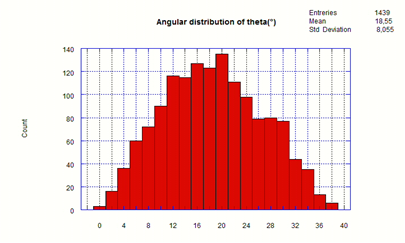 Entreries 1439
Angular distribution of theta(°)
Mean 18,55
Std Deviation 8,055
140
120
100
80
60
40
20
0
Count
0 4 8 12 16 20 24 28 32 36 40